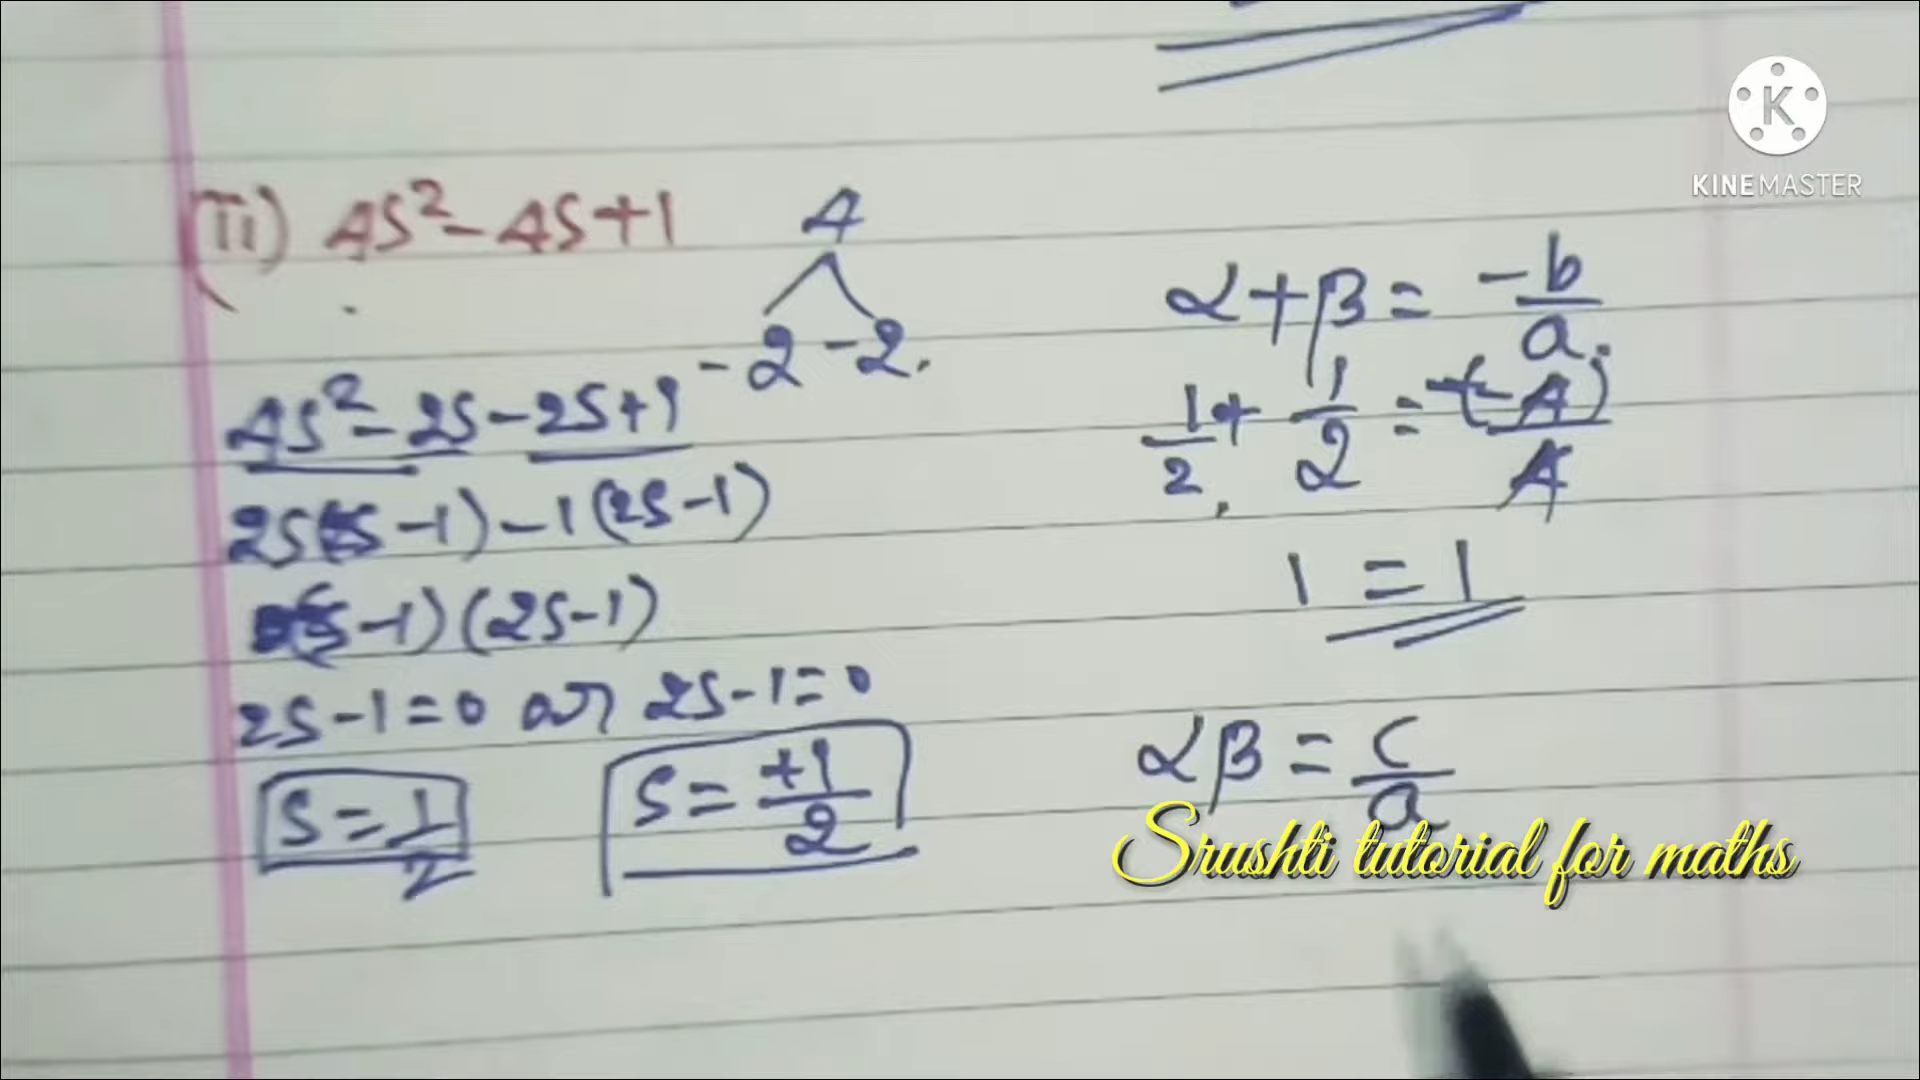 KINEMASTER
(ii) 4S² - 4S + 1
4
-2 -2
4S² - 2S - 2S + 1
2S(2S - 1) - 1(2S - 1)
(2S - 1)(2S - 1)
2S - 1 = 0 or 2S - 1 = 0
S = 1/2
S = +1/2
α + β = -b/a
1/2 + 1/2 = -(-4)/4
1 = 1
αβ = c/a
Srushti tutorial for maths